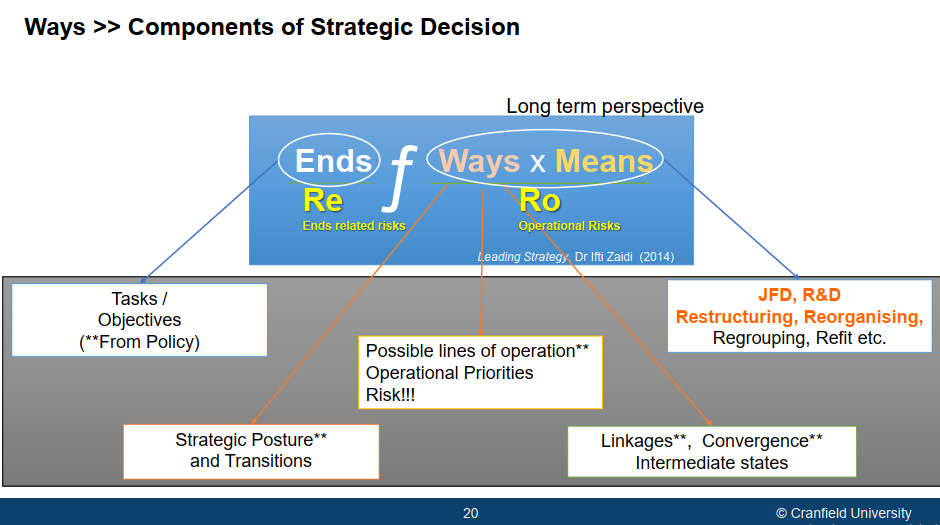 Ways >> Components of Strategic Decision
Long term perspective
Ends ƒ Ways x Means
Re Ro
Ends related risks Operational Risks
Leading Strategy, Dr Ifti Zaidi (2014)
Tasks /
Objectives
(**From Policy)
JFD, R&D
Restructuring, Reorganising,
Regrouping, Refit etc.
Possible lines of operation**
Operational Priorities
Risk!!!
Strategic Posture**
and Transitions
Linkages**, Convergence**
Intermediate states
20
© Cranfield University